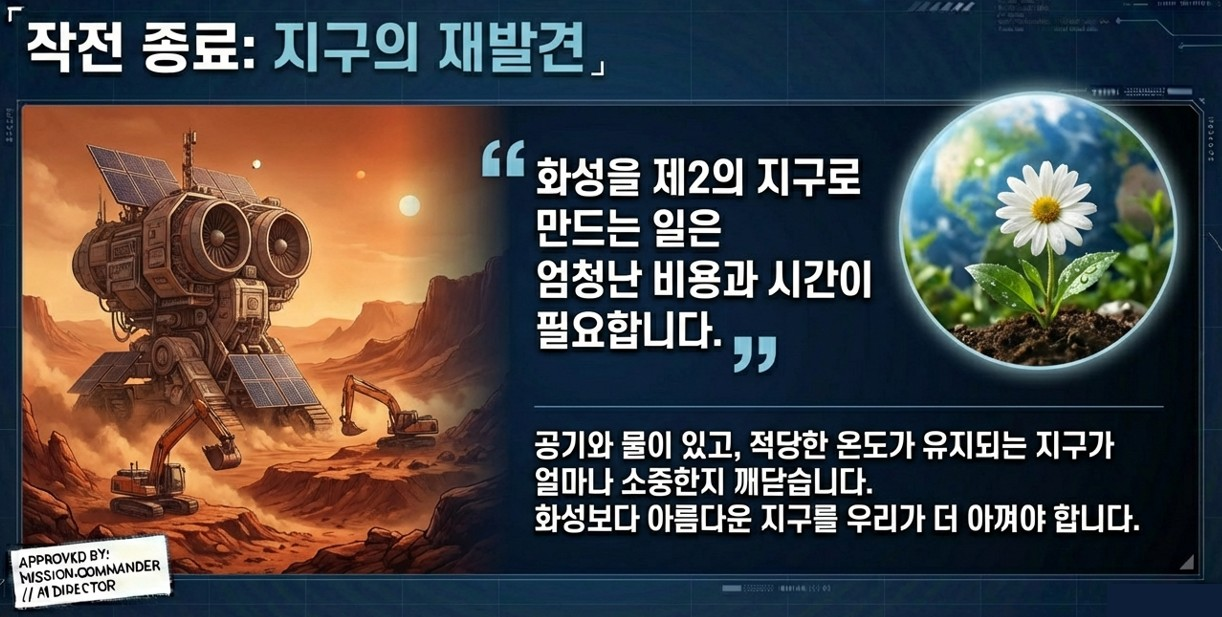 「작전 종료: 지구의 재발견」
“화성을 제2의 지구로
만드는 일은
엄청난 비용과 시간이
필요합니다.”
공기와 물이 있고, 적당한 온도가 유지되는 지구가
얼마나 소중한지 깨닫습니다.
화성보다 아름다운 지구를 우리가 더 아껴야 합니다.
APPROVKD BY:
MISSION.COMMANDER
// AI DIRECTOR